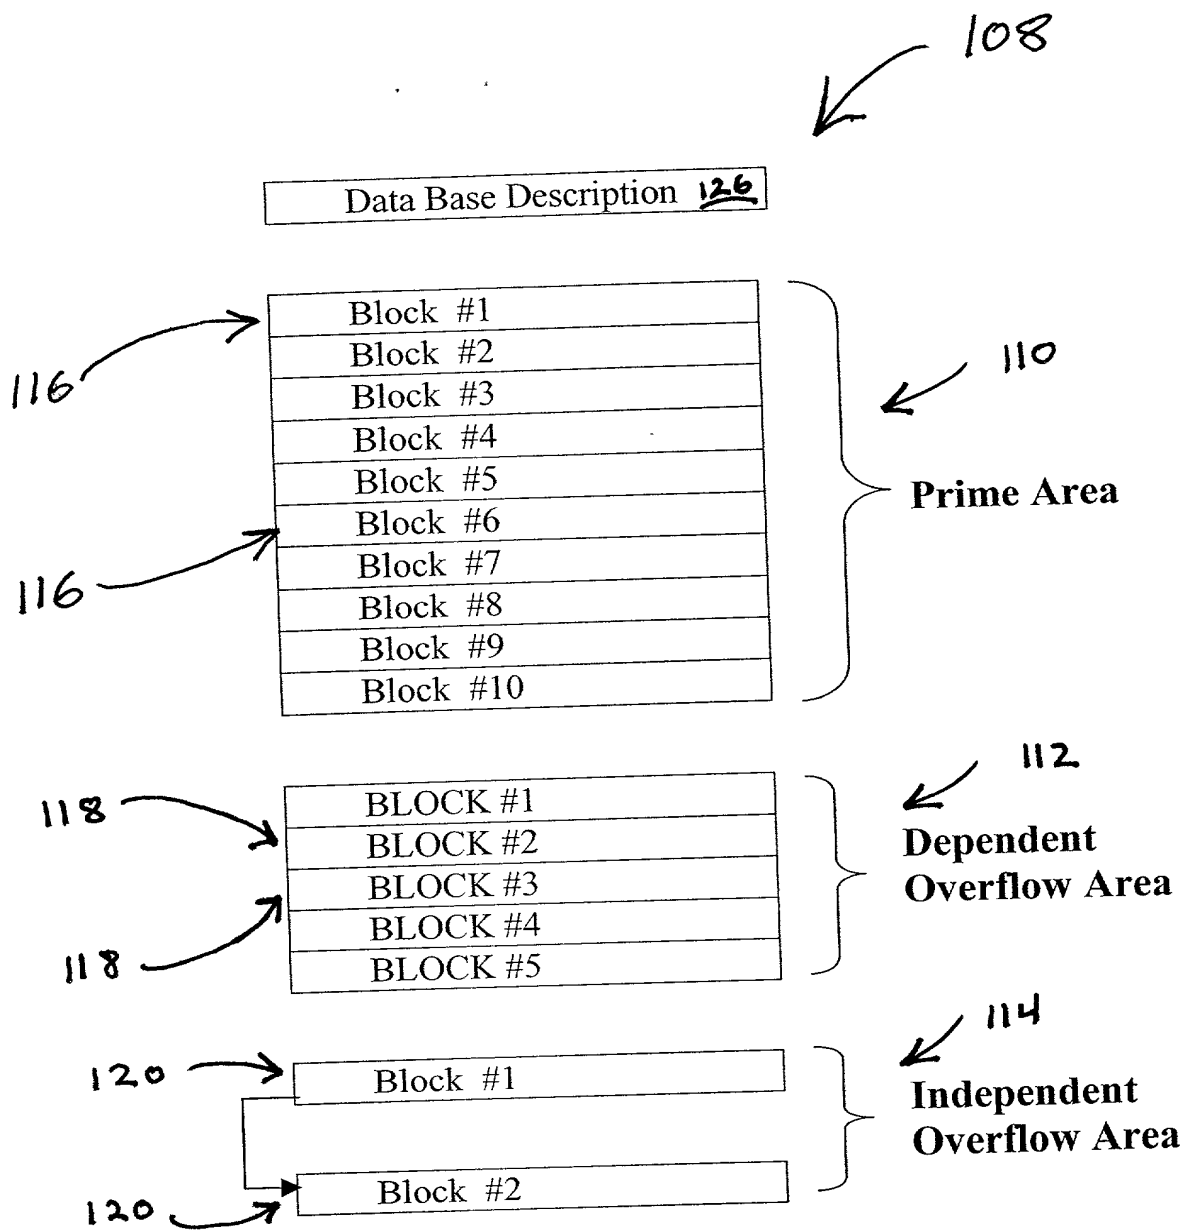 108
Data Base Description 126
Block #1
Block #2
116
110
Block #3
Block #4
Block #5
Prime Area
Block #6
116
Block #7
Block #8
Block #9
Block #10
112
118
BLOCK #1
BLOCK #2
Dependent
Overflow Area
BLOCK #3
BLOCK #4
118
BLOCK #5
114
120
Block #1
Independent
Overflow Area
Block #2
120